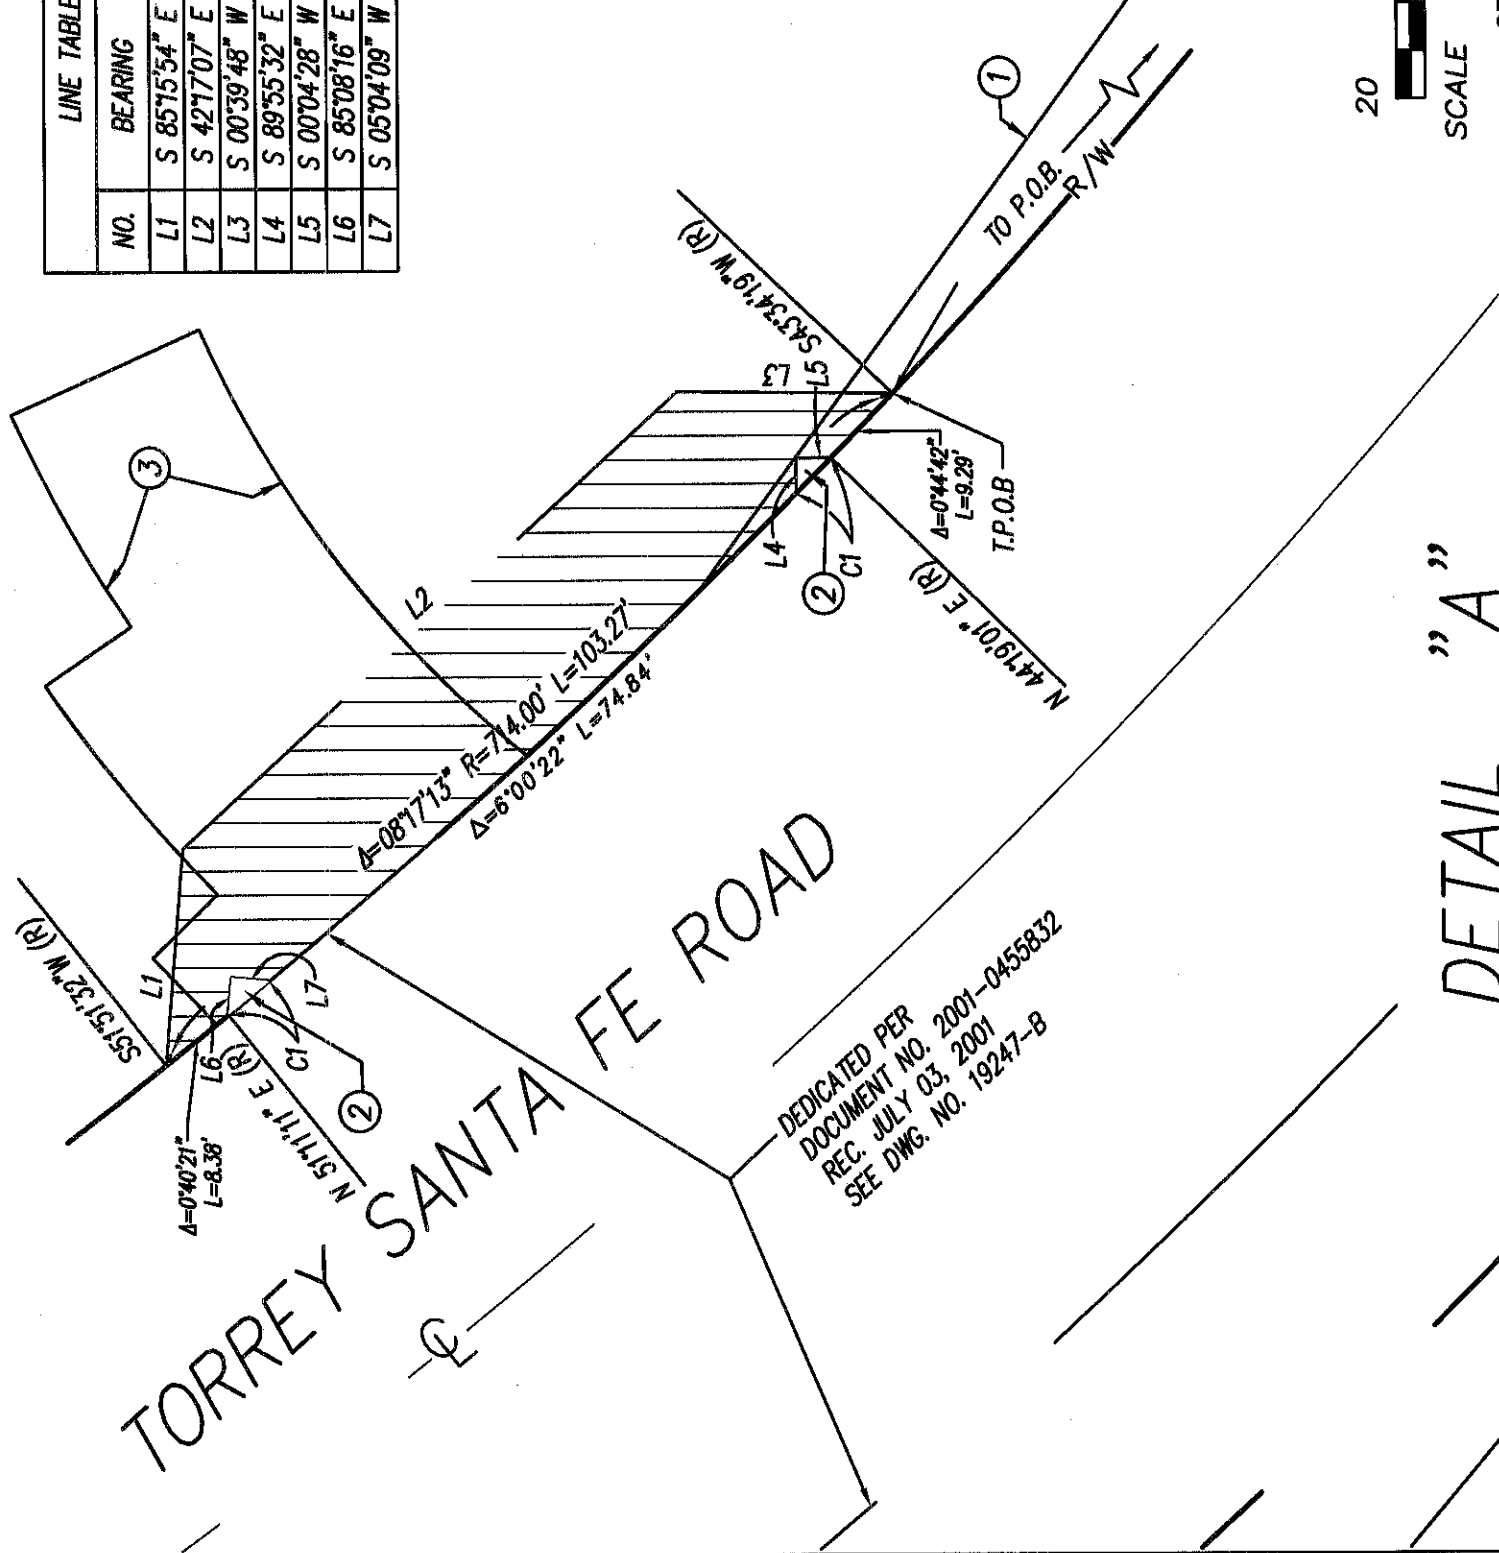 LINE TABLE
NO. BEARING
L1 S 85°15'54" E
L2 S 42°17'07" E
L3 S 00°39'48" W
L4 S 89°55'32" E
L5 S 00°04'28" W
L6 S 85°08'16" E
L7 S 05°04'09" W
3
1
TO P.O.B.
R/W
20
SCALE
S43°34'19"W (R)
L3
L5
L2
L4
2
C1
Δ=0°44'42"
L=9.29'
T.P.O.B
N 44°19'01" E (R)
Δ=08°17'13" R=714.00' L=103.27'
Δ=6°00'22" L=74.84'
S51°51'32"W (R)
L1
L6
L7
C1
2
Δ=0°40'21"
L=8.38'
N 51°11'11" E (R)
TORREY SANTA FE ROAD
℄
DEDICATED PER
DOCUMENT NO. 2001-0455832
REC. JULY 03, 2001
SEE DWG. NO. 19247-B
DETAIL "A"